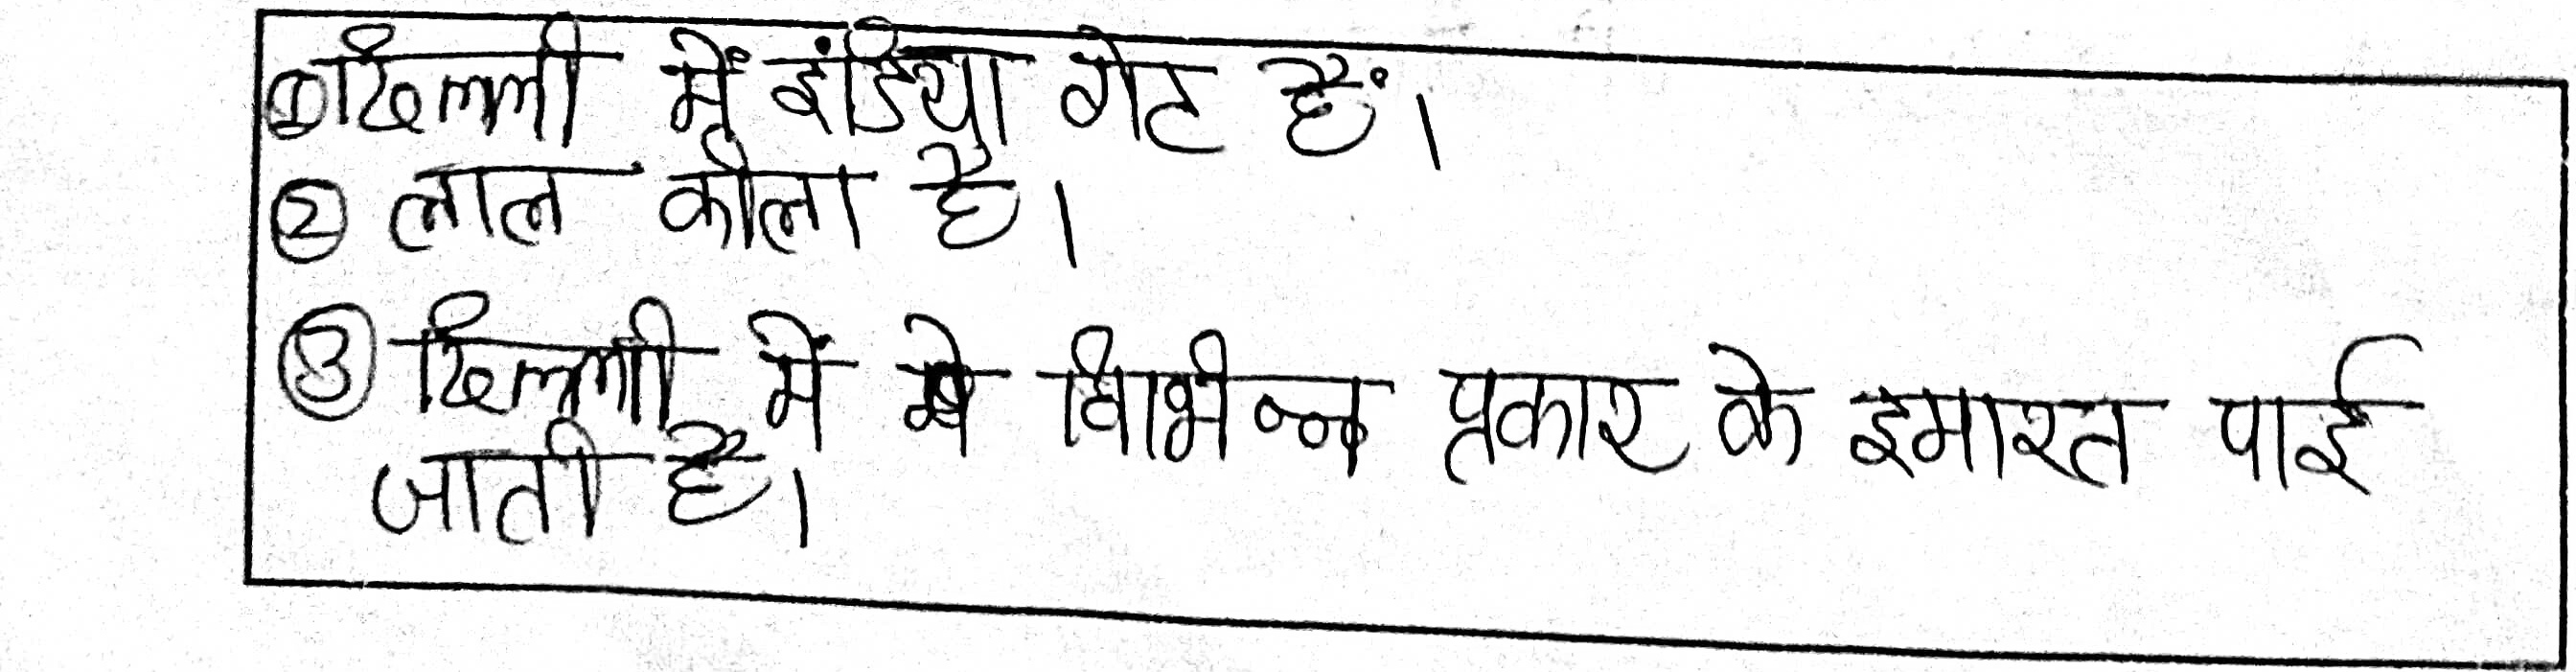 ① दिल्ली में इंडिया गेट हैं।
② लाल कीला है।
③ दिल्ली में विभिन्न प्रकार के इमारत पाई
जाती है।